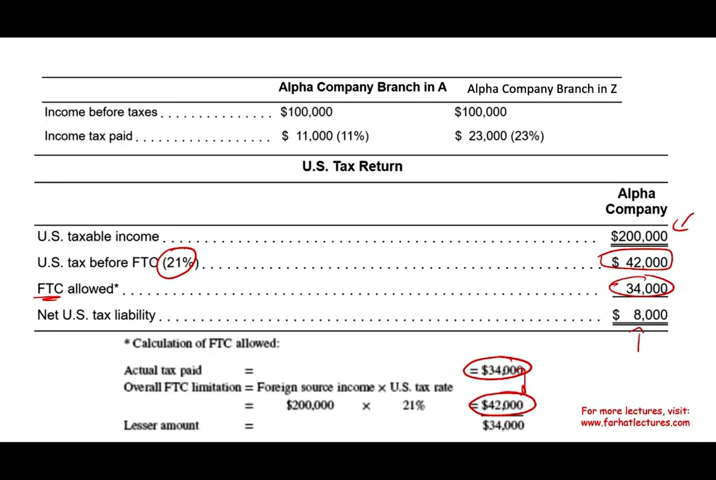 Alpha Company Branch in A Alpha Company Branch in Z
Income before taxes . . . . . . . . . . . . . . . $100,000 $100,000
Income tax paid . . . . . . . . . . . . . . . . . . $ 11,000 (11%) $ 23,000 (23%)
U.S. Tax Return
Alpha
Company
U.S. taxable income . . . . . . . . . . . . . . . . . . . . $200,000
U.S. tax before FTC (21%) . . . . . . . . . . . . . . . . . . . . $ 42,000
FTC allowed* . . . . . . . . . . . . . . . . . . . . 34,000
Net U.S. tax liability . . . . . . . . . . . . . . . . . . . . $ 8,000
* Calculation of FTC allowed:
Actual tax paid = = $34,000
Overall FTC limitation = Foreign source income × U.S. tax rate
= $200,000 x 21% = $42,000
Lesser amount = $34,000
For more lectures, visit:
www.farhatlectures.com